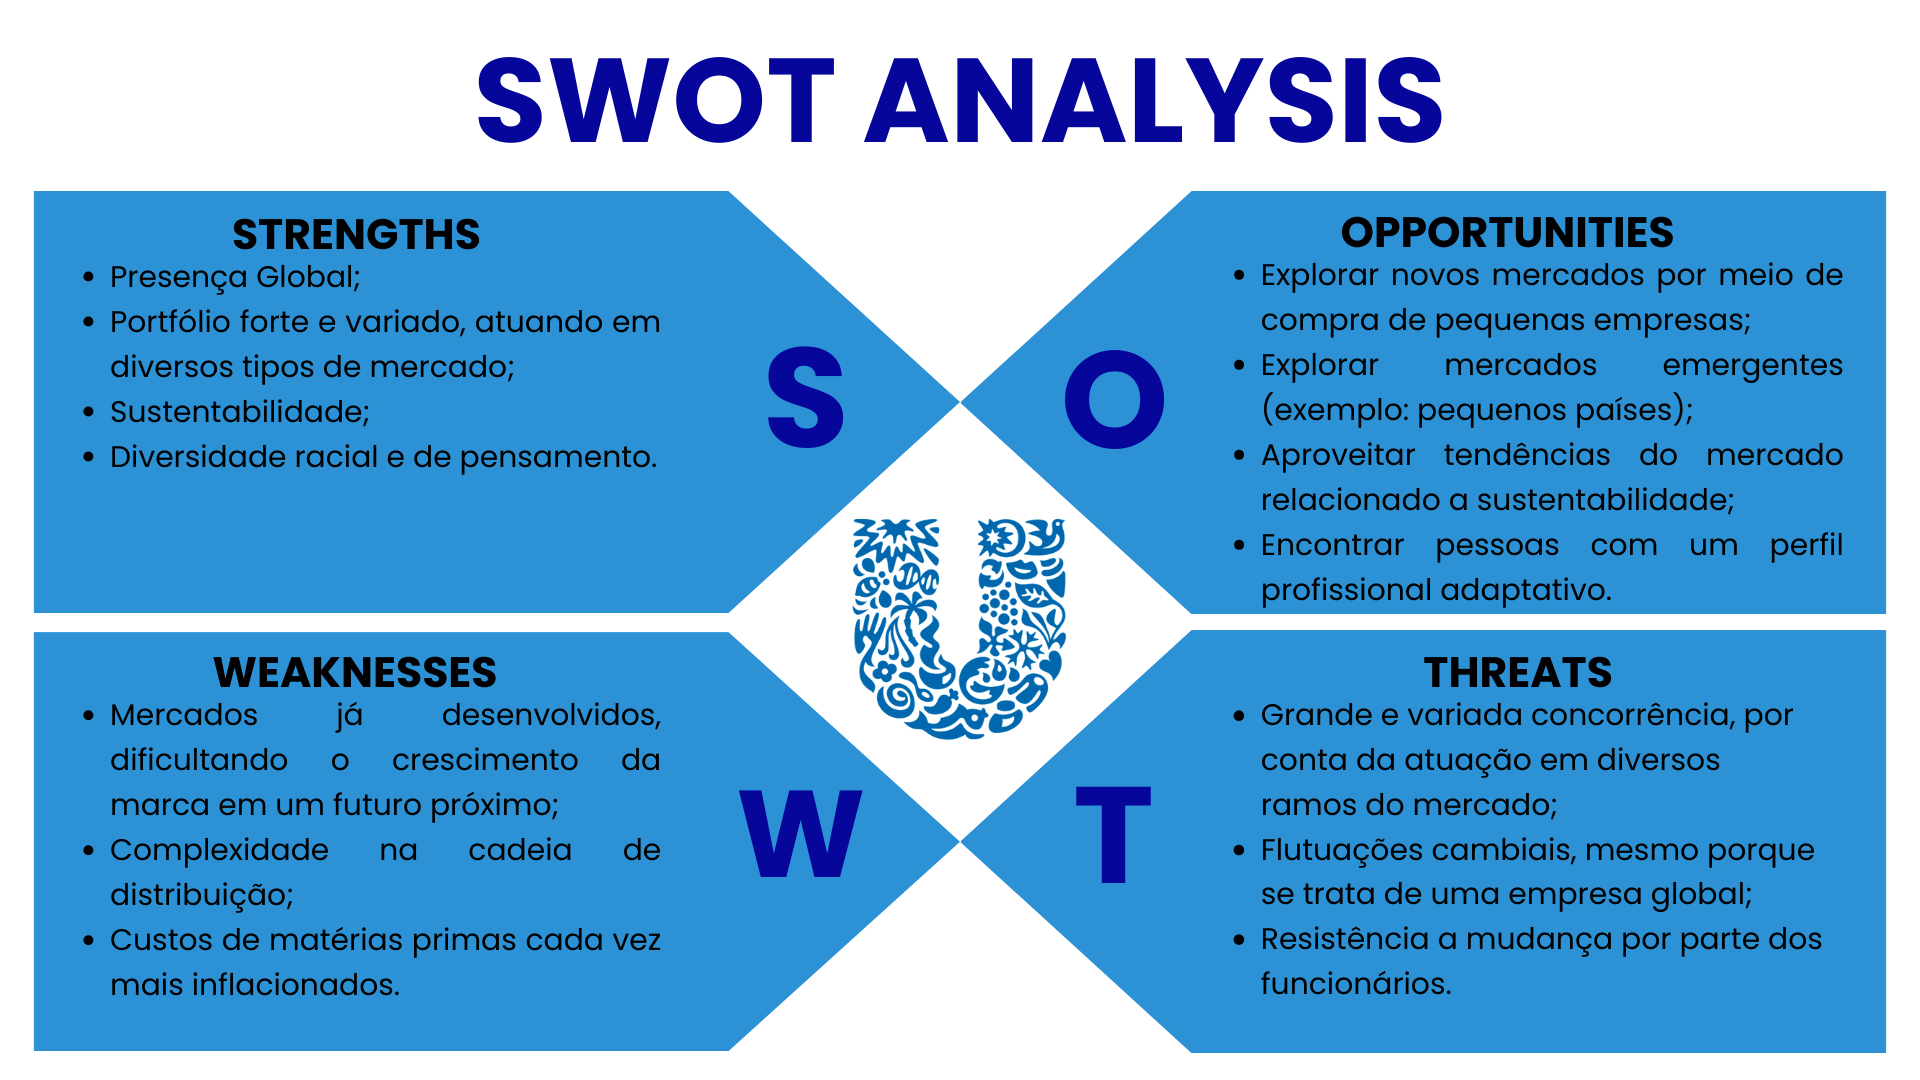 SWOT ANALYSIS
STRENGTHS
Presença Global;
Portfólio forte e variado, atuando em
diversos tipos de mercado;
Sustentabilidade;
Diversidade racial e de pensamento.
S
OPPORTUNITIES
Explorar novos mercados por meio de
compra de pequenas empresas;
Explorar mercados emergentes
(exemplo: pequenos países);
Aproveitar tendências do mercado
relacionado a sustentabilidade;
Encontrar pessoas com um perfil
profissional adaptativo.
O
WEAKNESSES
Mercados já desenvolvidos,
dificultando o crescimento da
marca em um futuro próximo;
Complexidade na cadeia de
distribuição;
Custos de matérias primas cada vez
mais inflacionados.
W
THREATS
Grande e variada concorrência, por
conta da atuação em diversos
ramos do mercado;
Flutuações cambiais, mesmo porque
se trata de uma empresa global;
Resistência a mudança por parte dos
funcionários.
T
U